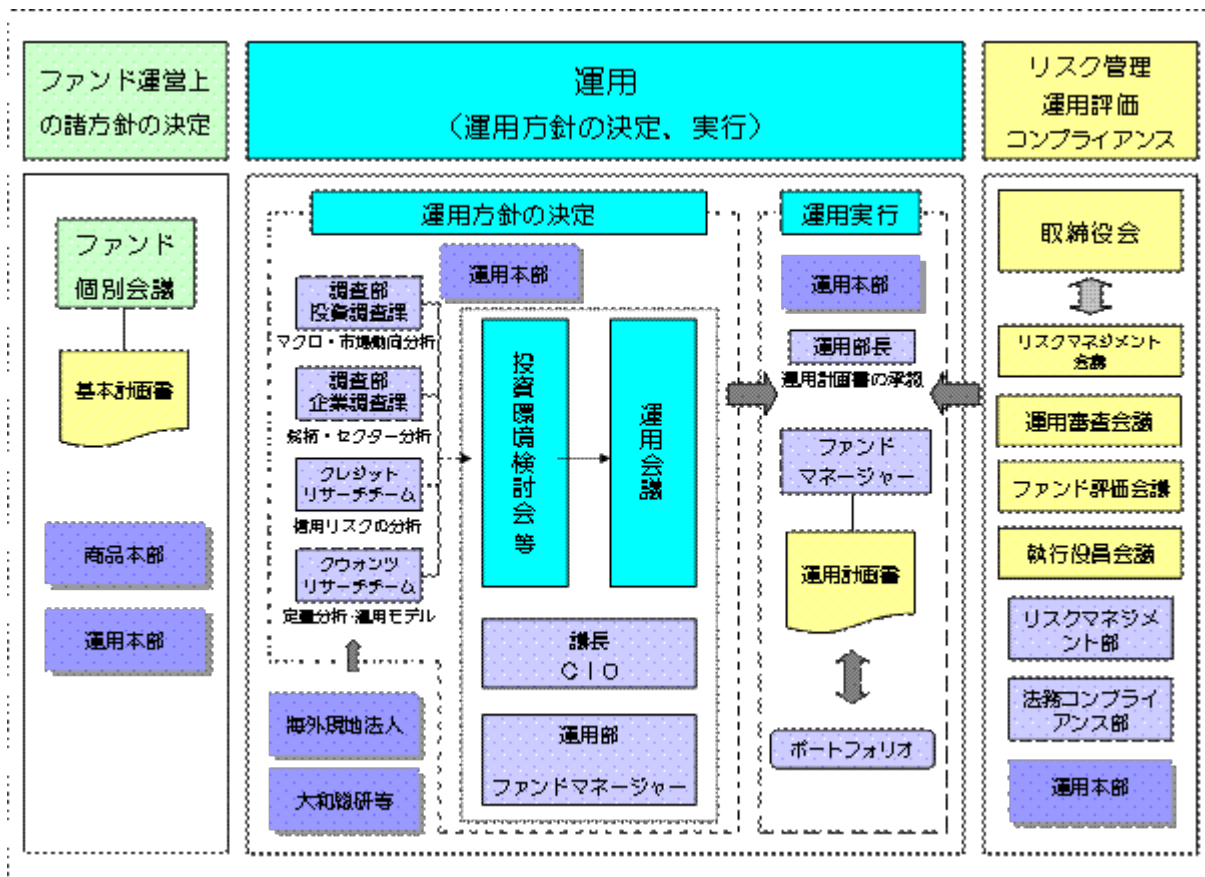 ファンド運営上
の諸方針の決定
運用
（運用方針の決定、実行）
リスク管理
運用評価
コンプライアンス
ファンド
個別会議
基本計画書
商品本部
運用本部
運用方針の決定
運用本部
調査部
投資調査課
マクロ・市場動向分析
調査部
企業調査課
銘柄・セクター分析
クレジット
リサーチチーム
信用リスクの分析
クウォンツ
リサーチチーム
定量分析・運用モデル
海外現地法人
大和総研等
投資環境検討会等
運用会議
議長
ＣＩＯ
運用部
ファンドマネージャー
運用実行
運用本部
運用部長
運用計画書の承認
ファンド
マネージャー
運用計画書
ポートフォリオ
取締役会
リスクマネジメント
会議
運用審査会議
ファンド評価会議
執行役員会議
リスクマネジメ
ント部
法務コンプライ
アンス部
運用本部